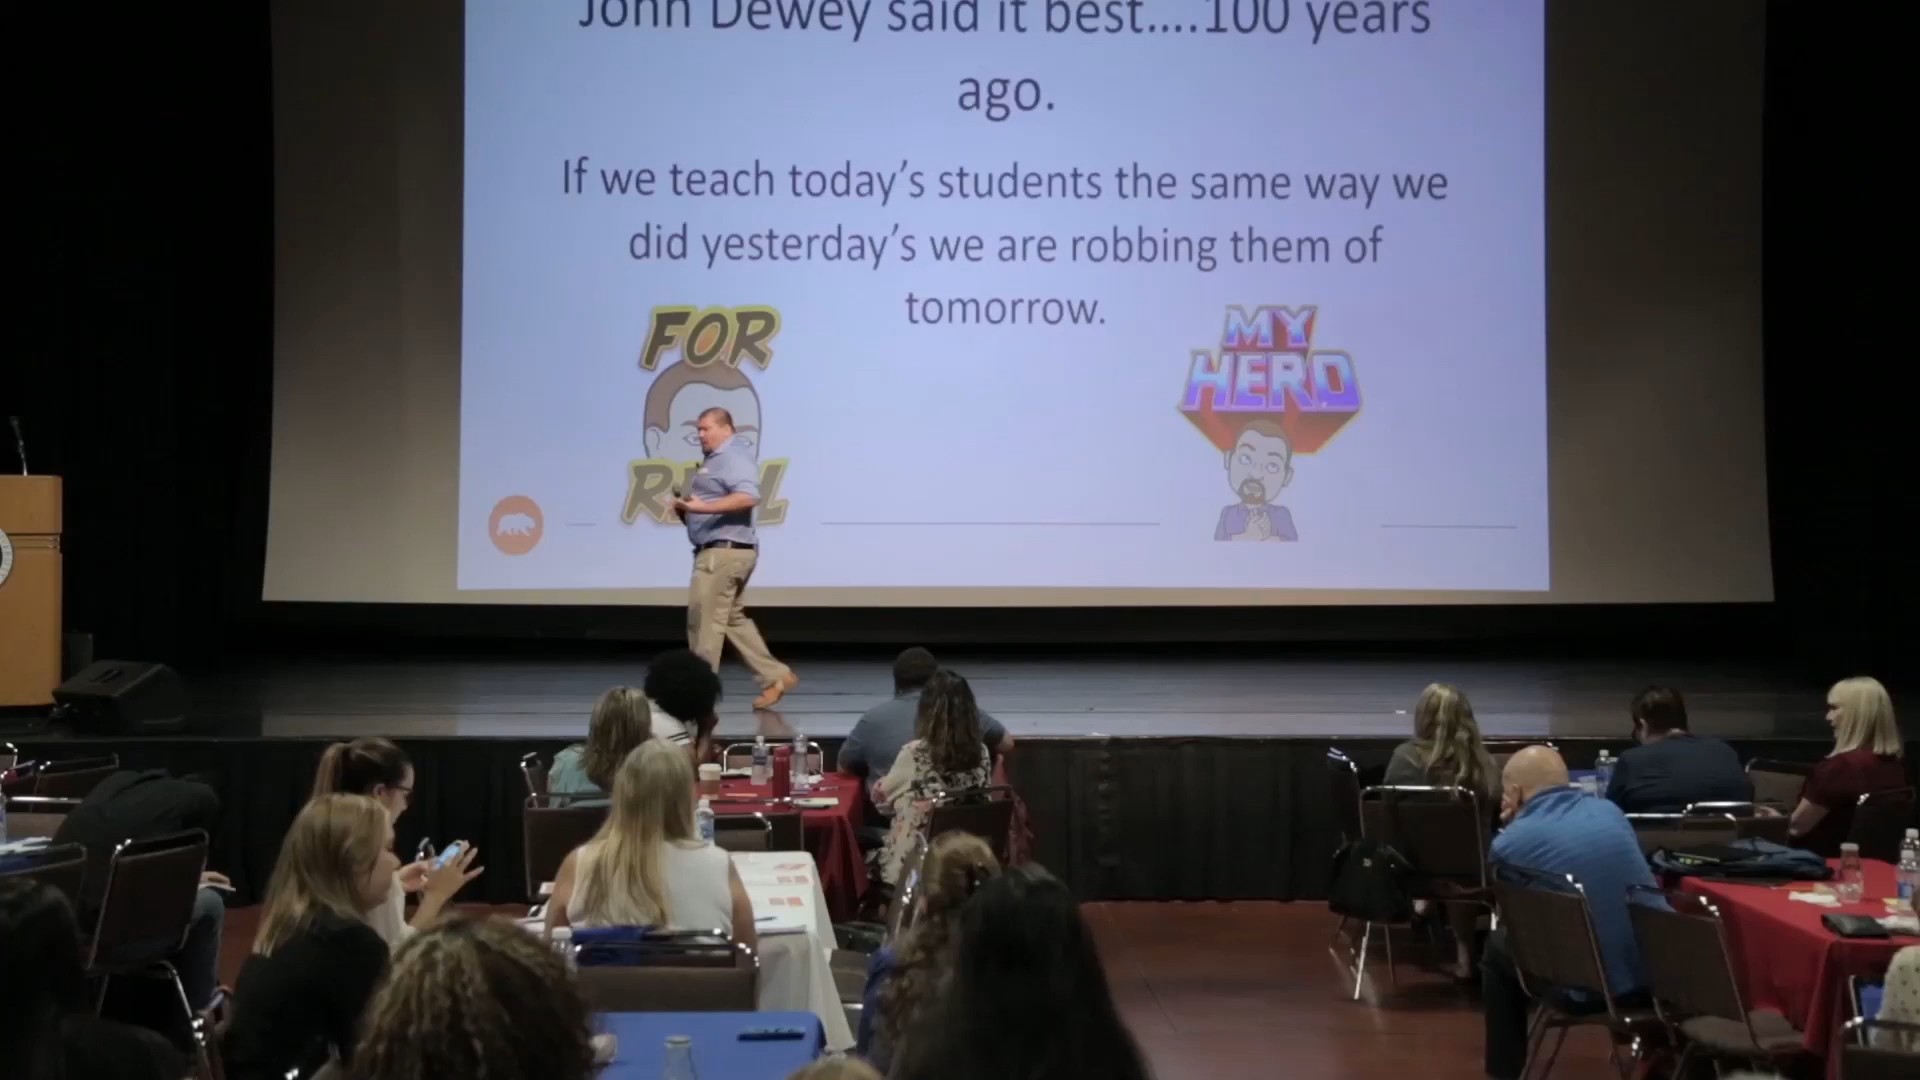 John Dewey said it best....100 years
ago.
If we teach today's students the same way we
did yesterday's we are robbing them of
tomorrow.
FOR
MY
HERO